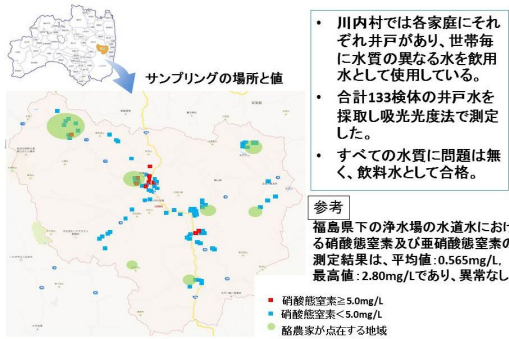 サンプリングの場所と値
• 川内村では各家庭にそれ
ぞれ井戸があり、世帯毎
に水質の異なる水を飲用
水として使用している。
• 合計133検体の井戸水を
採取し吸光光度法で測定
した。
• すべての水質に問題は無
く、飲料水として合格。
参考
福島県下の浄水場の水道水におけ
る硝酸態窒素及び亜硝酸態窒素の
測定結果は、平均値:0.565mg/L,
最高値:2.80mg/Lであり、異常なし
硝酸態窒素≧5.0mg/L
硝酸態窒素<5.0mg/L
酪農家が点在する地域